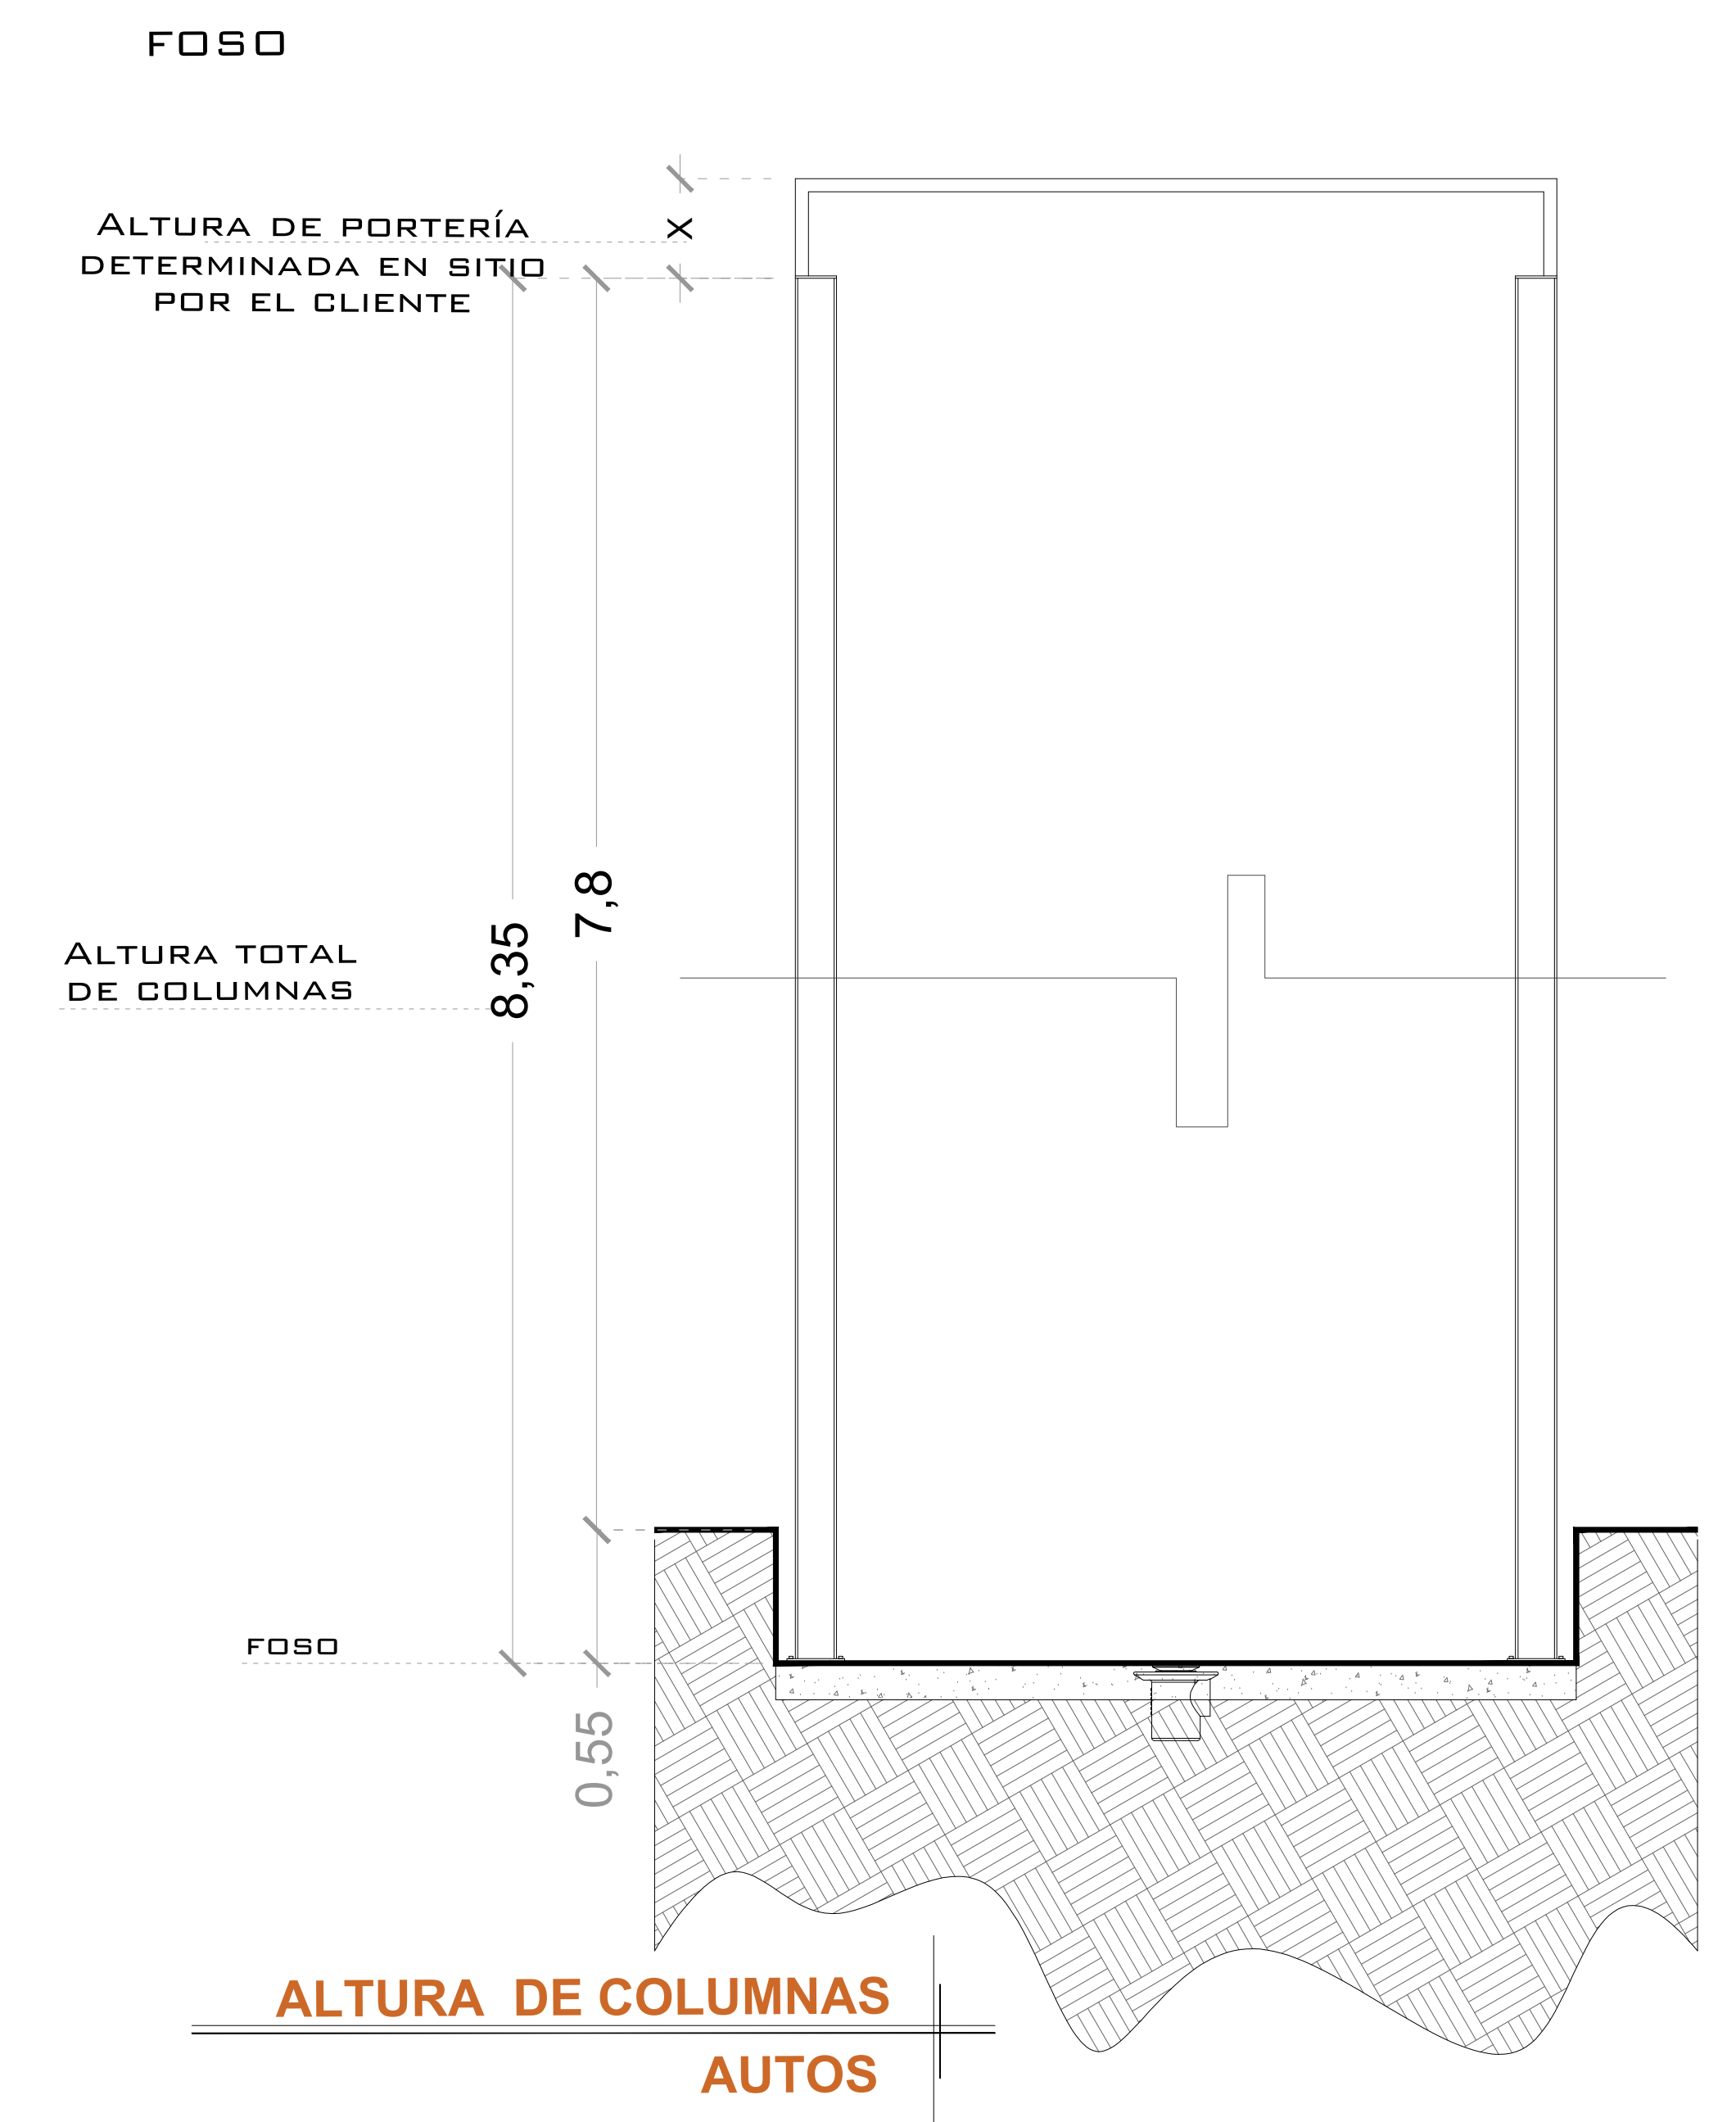 FOSO
X
ALTURA DE PORTERÍA
DETERMINADA EN SITIO
POR EL CLIENTE
7,8
8,35
ALTURA TOTAL
DE COLUMNAS
FOSO
0,55
ALTURA DE COLUMNAS
AUTOS